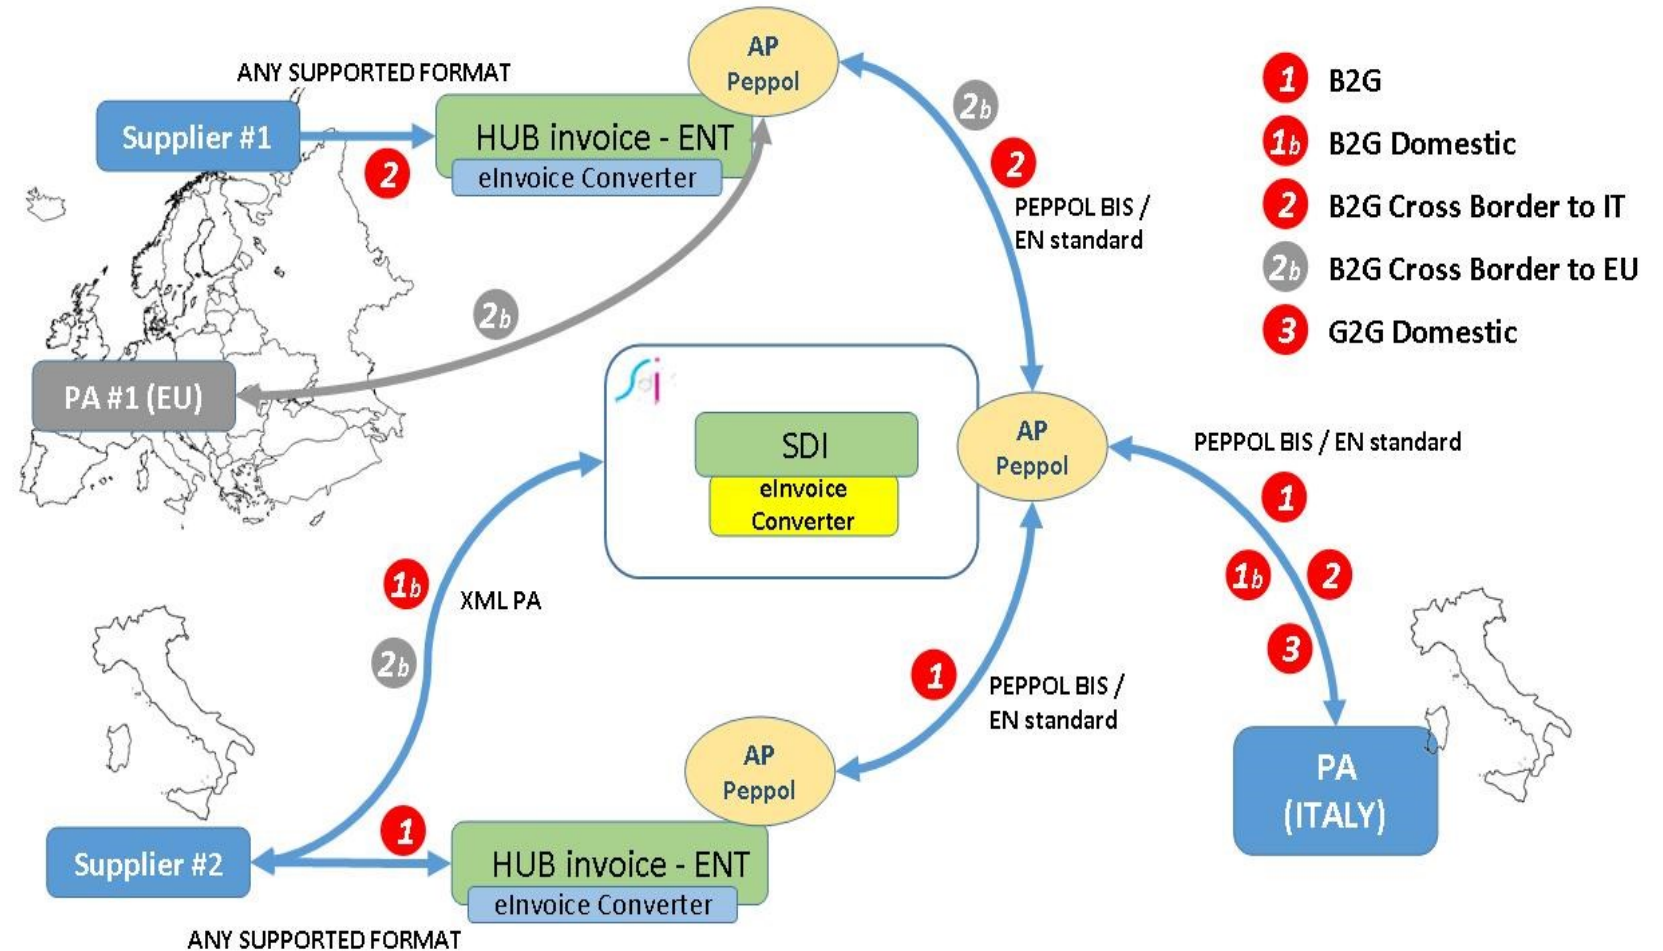 ANY SUPPORTED FORMAT
Supplier #1
2
HUB invoice - ENT
eInvoice Converter
AP
Peppol
2b
2
PEPPOL BIS /
EN standard
1 B2G
1b B2G Domestic
2 B2G Cross Border to IT
2b B2G Cross Border to EU
3 G2G Domestic
2b
PA #1 (EU)
SDI
eInvoice
Converter
AP
Peppol
PEPPOL BIS / EN standard
1
1b
2
3
1b
XML PA
2b
1
PEPPOL BIS /
EN standard
AP
Peppol
PA
(ITALY)
Supplier #2
1
HUB invoice - ENT
eInvoice Converter
ANY SUPPORTED FORMAT